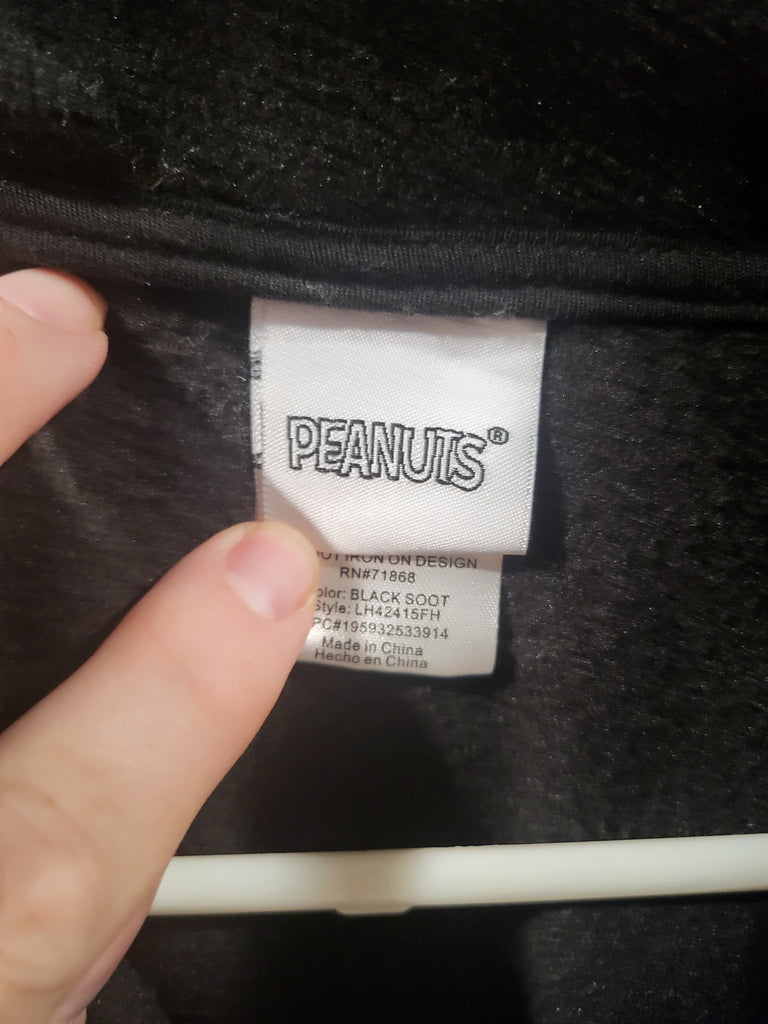 PEANUTS®
OT IRON ON DESIGN
RN#71868
olor: BLACK SOOT
Style: LH42415FH
PC#195932533914
Made in China
Hecho en China